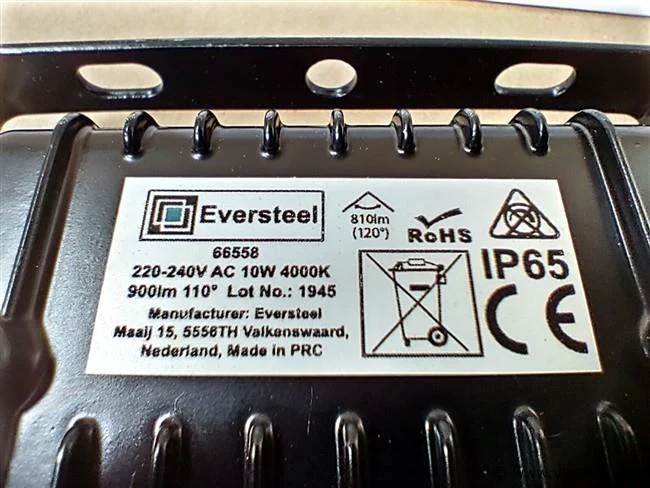 Eversteel
66558
220-240V AC 10W 4000K
900lm 110° Lot No.: 1945
Manufacturer: Eversteel
Maaij 15, 5556TH Valkenswaard,
Nederland, Made in PRC
810lm
(120°)
RoHS
IP65
CE